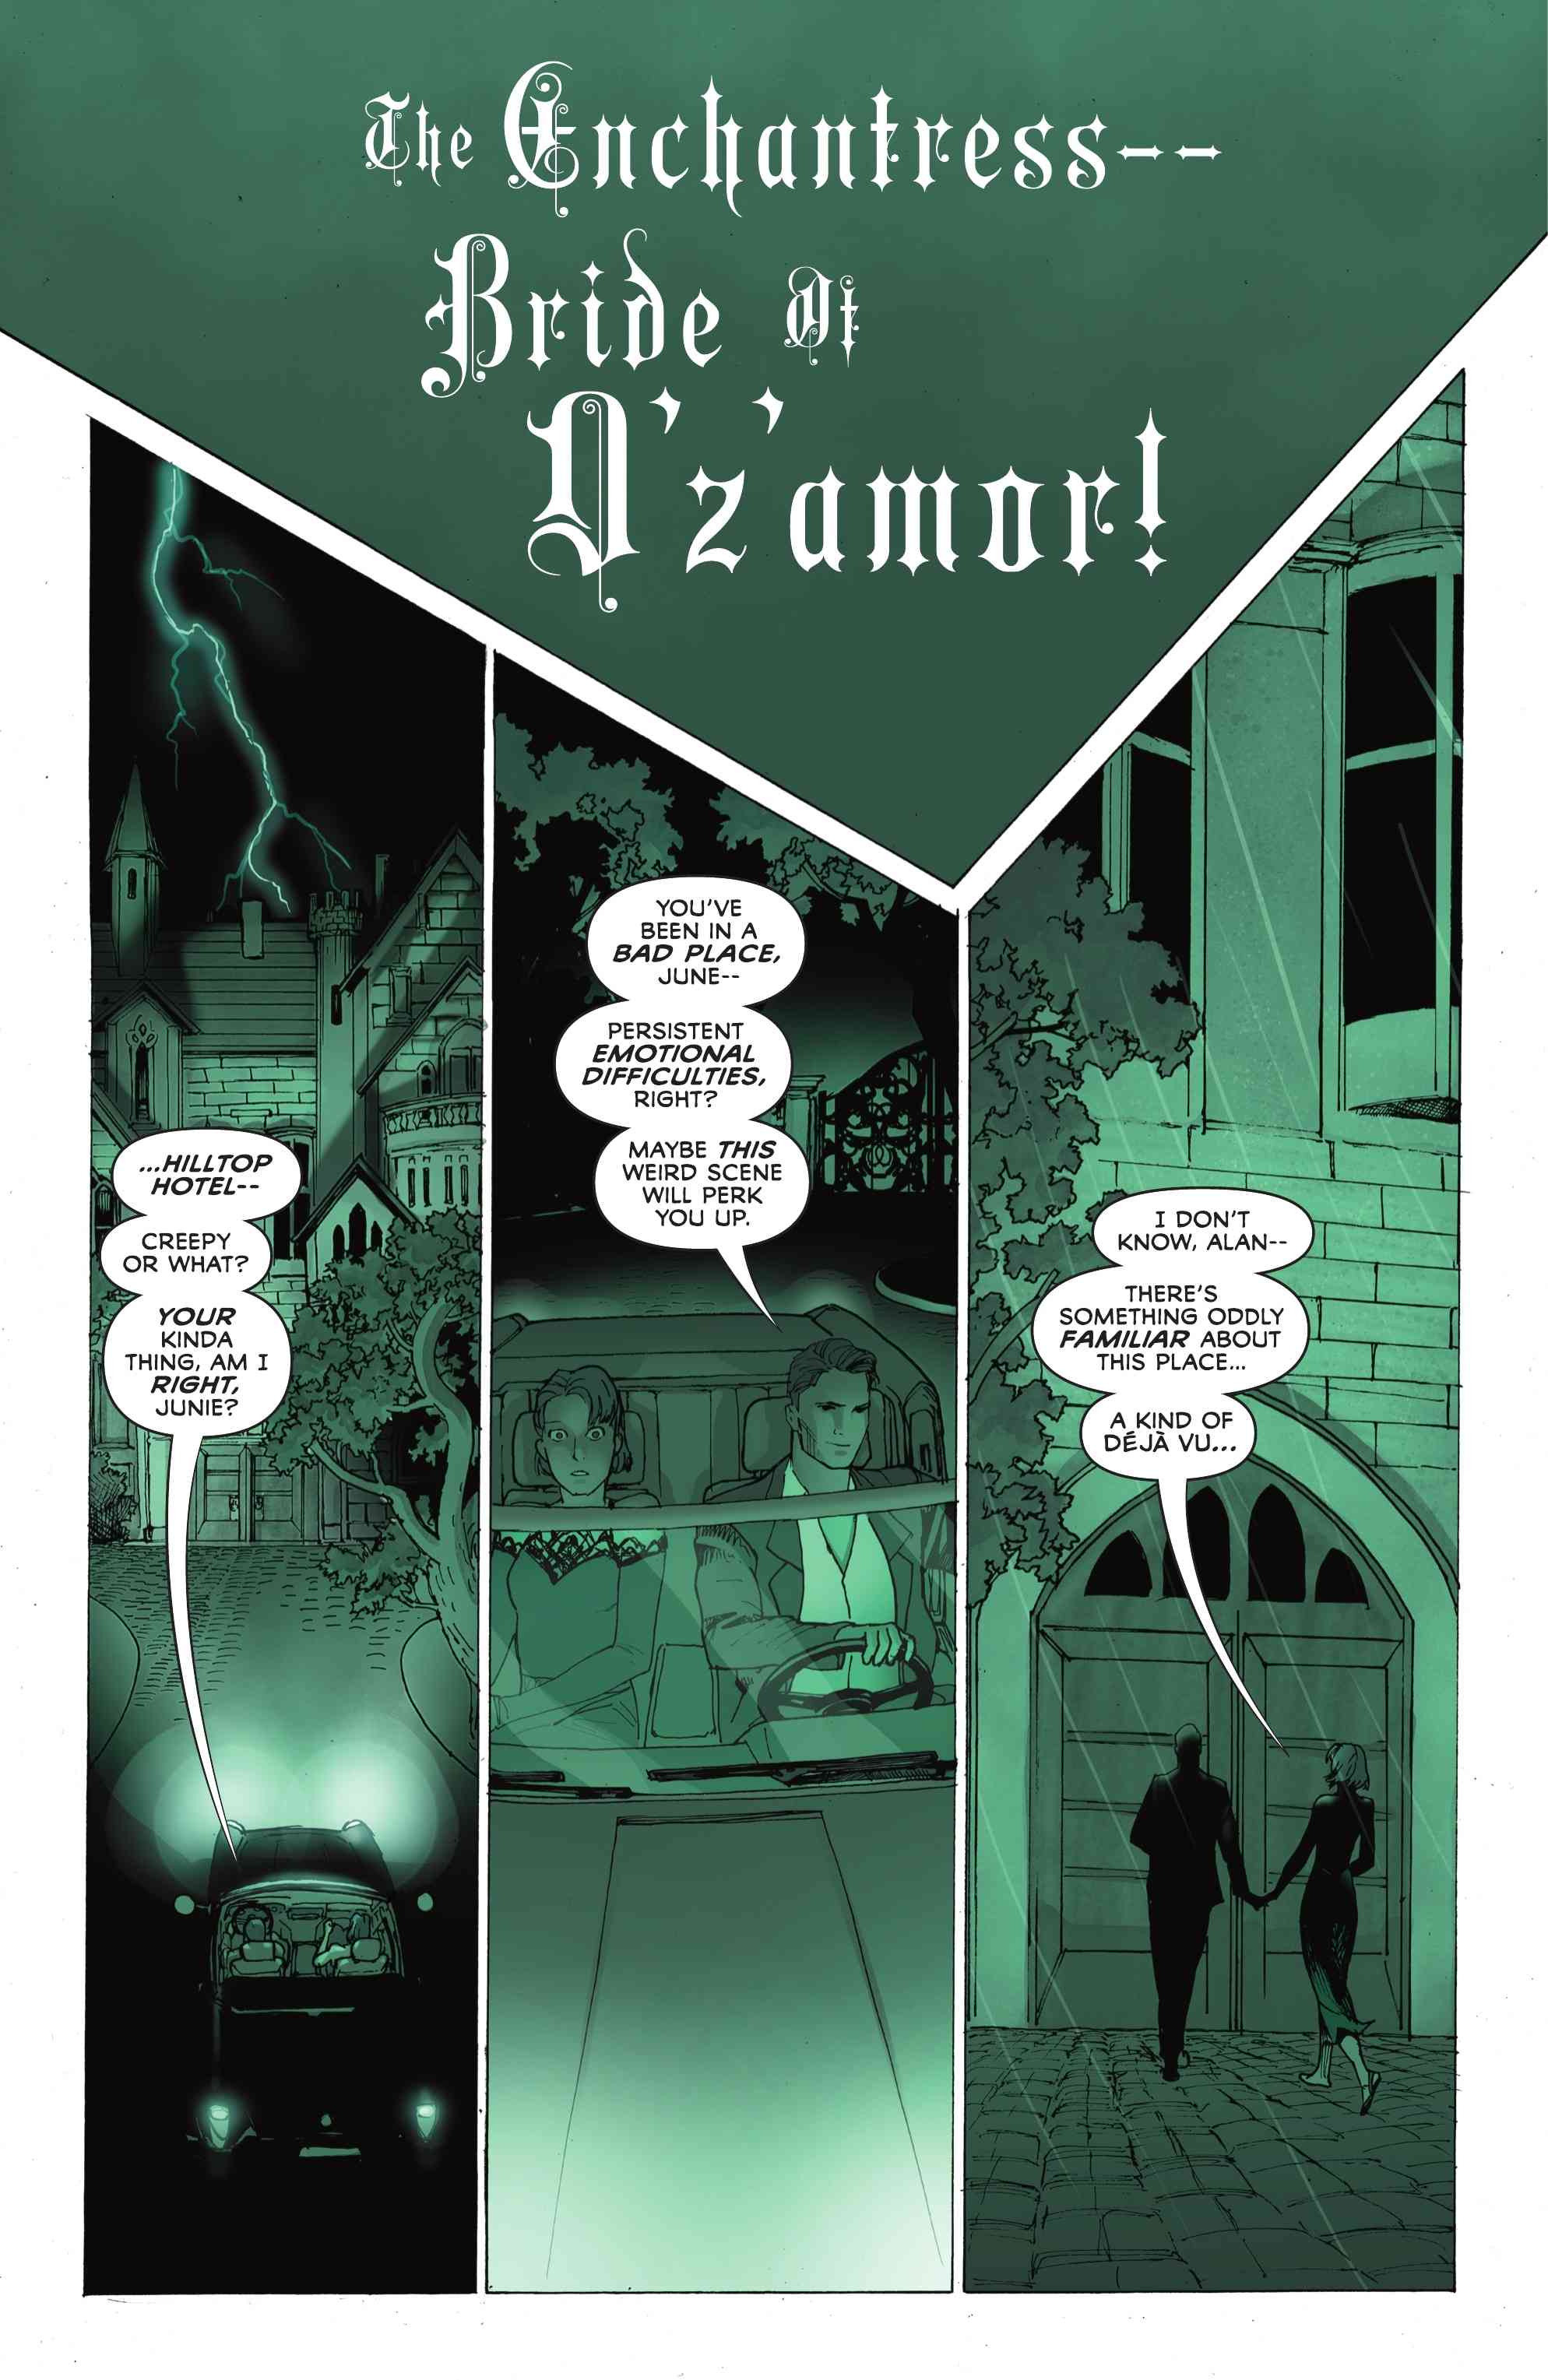 The Enchantress--
Bride Of
D'z'amor!
...HILLTOP
HOTEL--
CREEPY
OR WHAT?
YOUR
KINDA
THING, AM I
RIGHT,
JUNIE?
YOU'VE
BEEN IN A
BAD PLACE,
JUNE--
PERSISTENT
EMOTIONAL
DIFFICULTIES,
RIGHT?
MAYBE THIS
WEIRD SCENE
WILL PERK
YOU UP.
I DON'T
KNOW, ALAN--
THERE'S
SOMETHING ODDLY
FAMILIAR ABOUT
THIS PLACE...
A KIND OF
DÉJÀ VU...